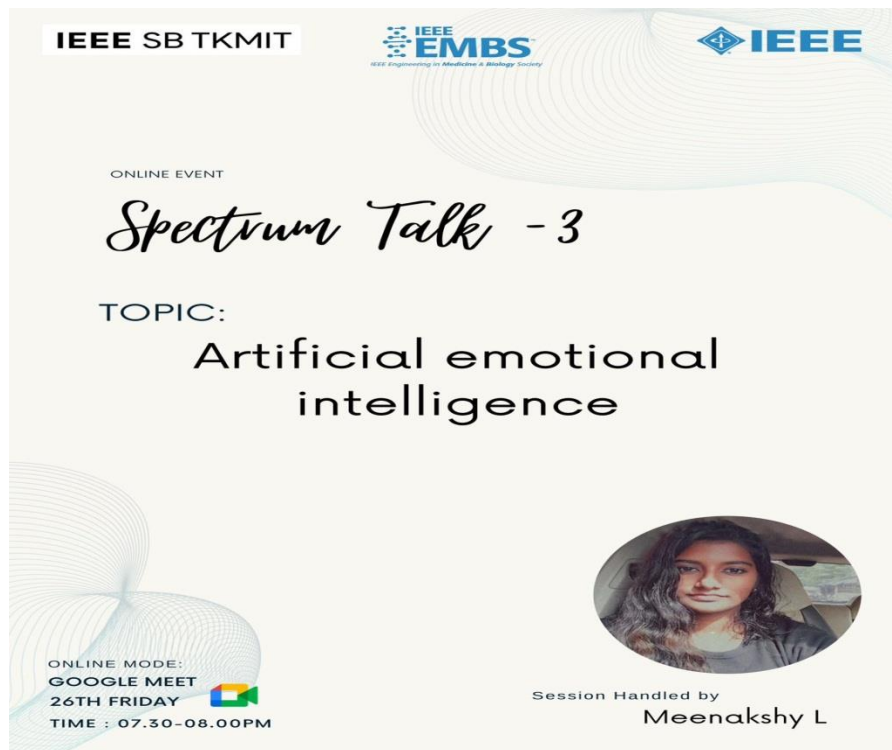 IEEE SB TKMIT
IEEE
EMBS
IEEE Engineering in Medicine & Biology Society
IEEE
ONLINE EVENT
Spectrum Talk - 3
TOPIC:
Artificial emotional
intelligence
ONLINE MODE:
GOOGLE MEET
26TH FRIDAY
TIME : 07.30-08.00PM
Session Handled by
Meenakshy L